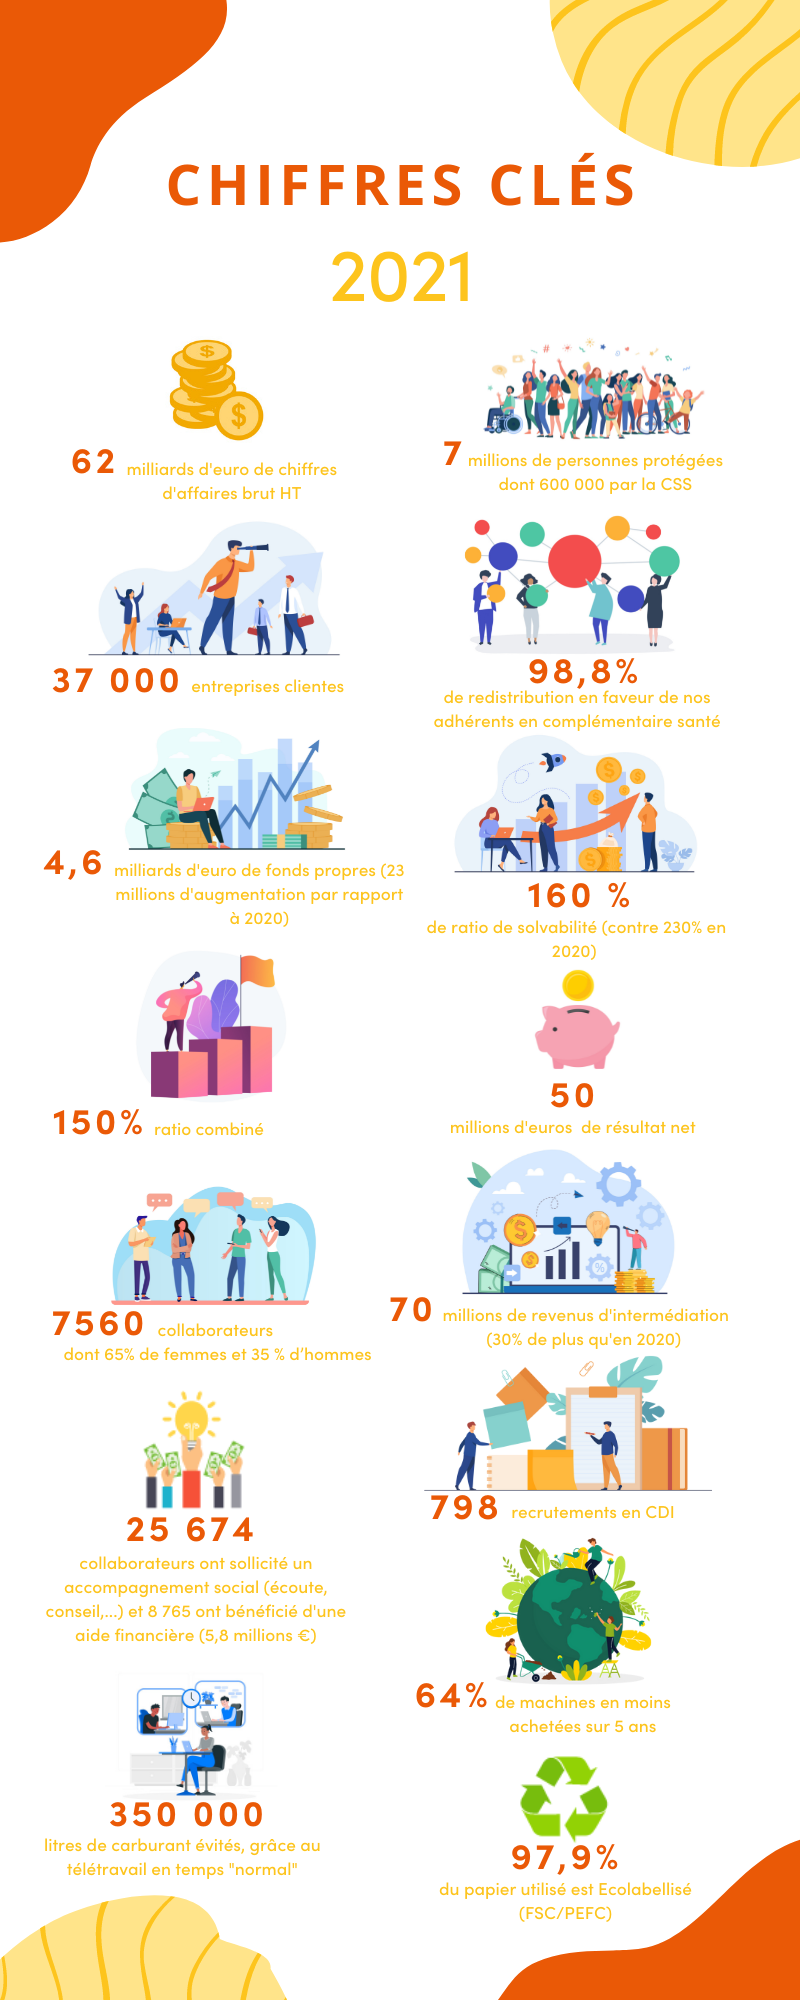 CHIFFRES CLÉS
2021
62 milliards d'euro de chiffres
d'affaires brut HT
7 millions de personnes protégées
dont 600 000 par la CSS
37 000 entreprises clientes
98,8%
de redistribution en faveur de nos
adhérents en complémentaire santé
4,6 milliards d'euro de fonds propres (23
millions d'augmentation par rapport
à 2020)
160 %
de ratio de solvabilité (contre 230% en
2020)
150% ratio combiné
50
millions d'euros de résultat net
7560 collaborateurs
dont 65% de femmes et 35 % d’hommes
70 millions de revenus d'intermédiation
(30% de plus qu'en 2020)
25 674
collaborateurs ont sollicité un
accompagnement social (écoute,
conseil,...) et 8 765 ont bénéficié d'une
aide financière (5,8 millions €)
798 recrutements en CDI
64% de machines en moins
achetées sur 5 ans
350 000
litres de carburant évités, grâce au
télétravail en temps "normal"
97,9%
du papier utilisé est Ecolabellisé
(FSC/PEFC)